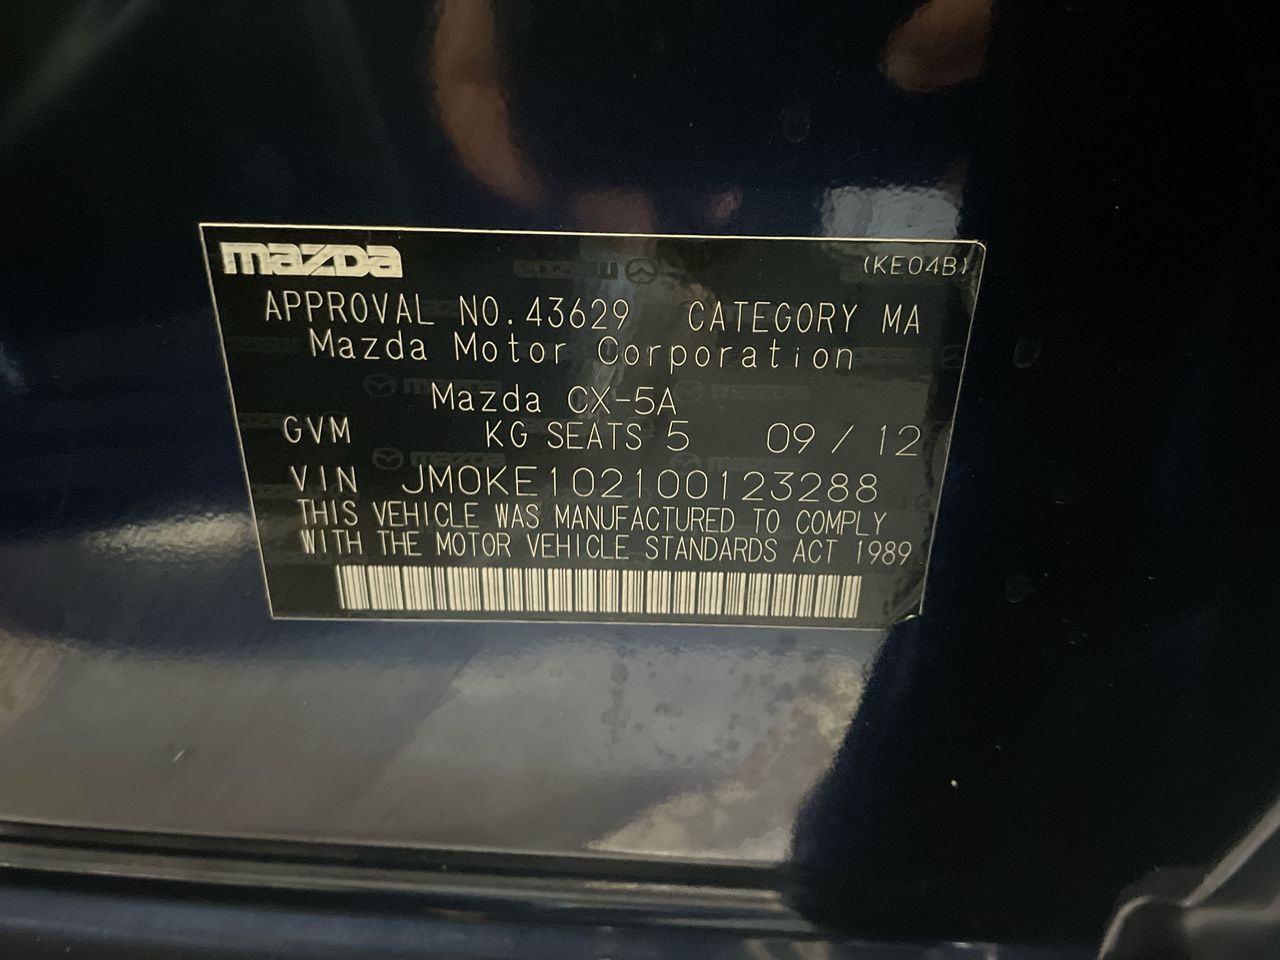 mazda
(KE04B)
APPROVAL NO. 43629 CATEGORY MA
Mazda Motor Corporation
Mazda CX-5A
GVM KG SEATS 5 09 / 12
VIN JM0KE102100123288
THIS VEHICLE WAS MANUFACTURED TO COMPLY
WITH THE MOTOR VEHICLE STANDARDS ACT 1989